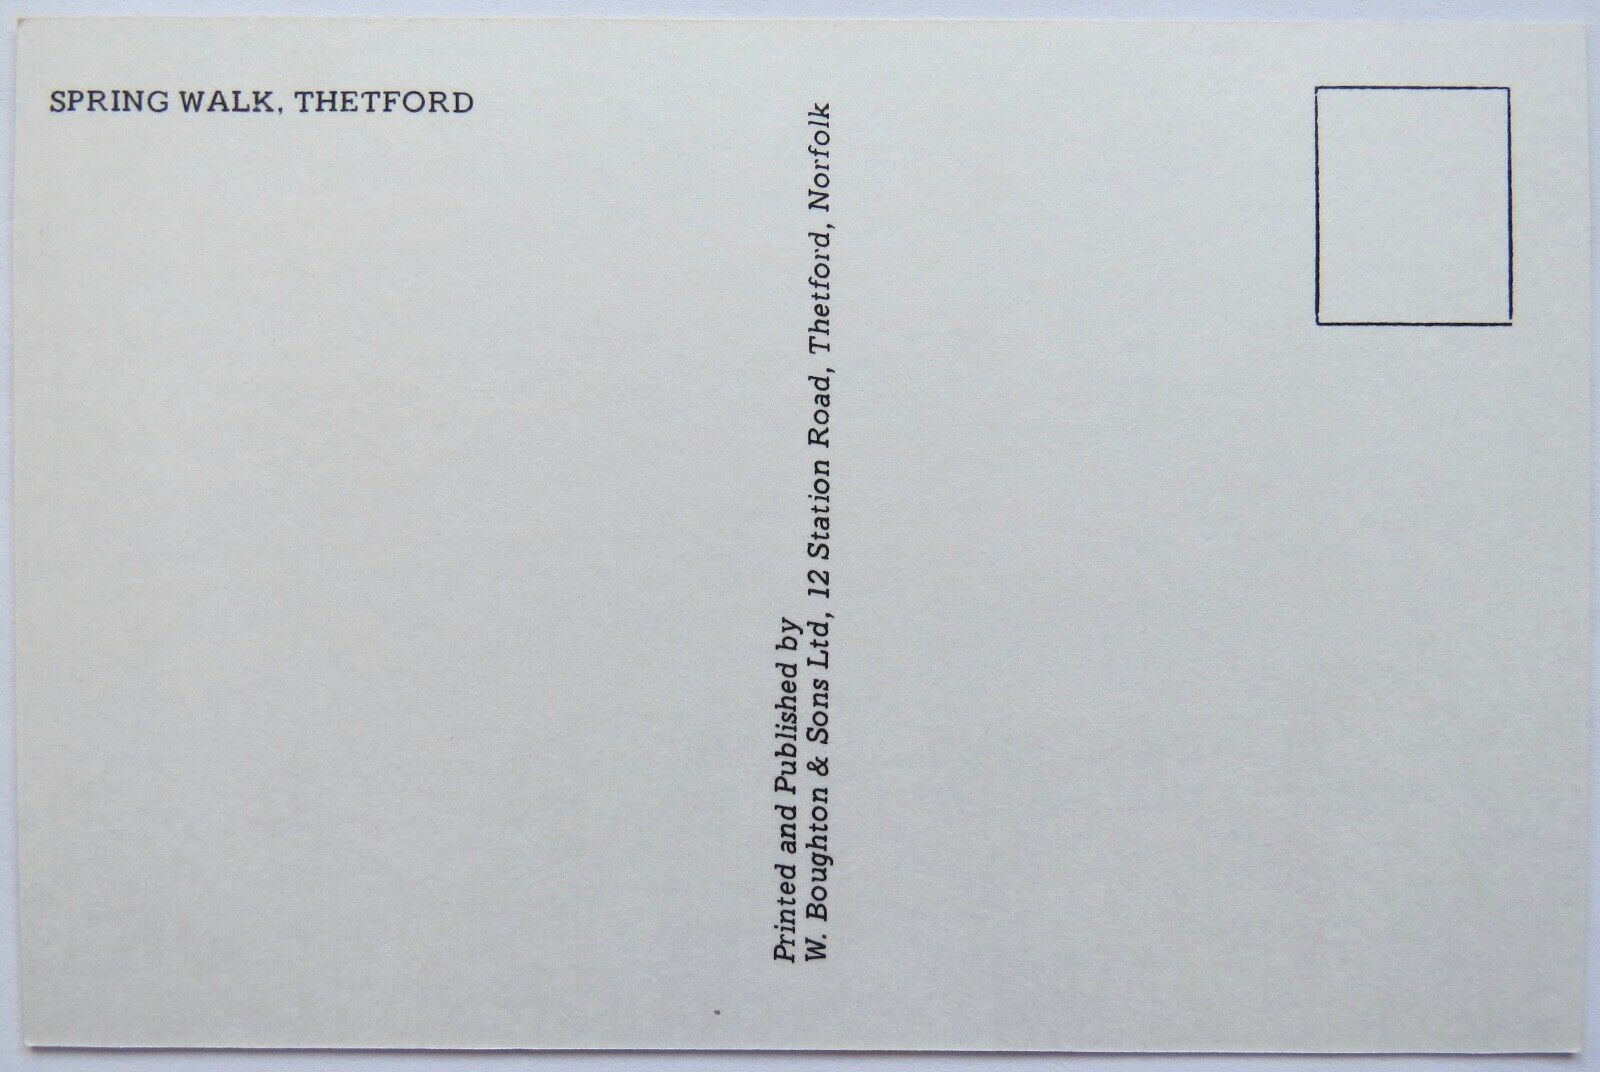 SPRING WALK, THETFORD
Printed and Published by
W. Boughton & Sons Ltd, 12 Station Road, Thetford, Norfolk